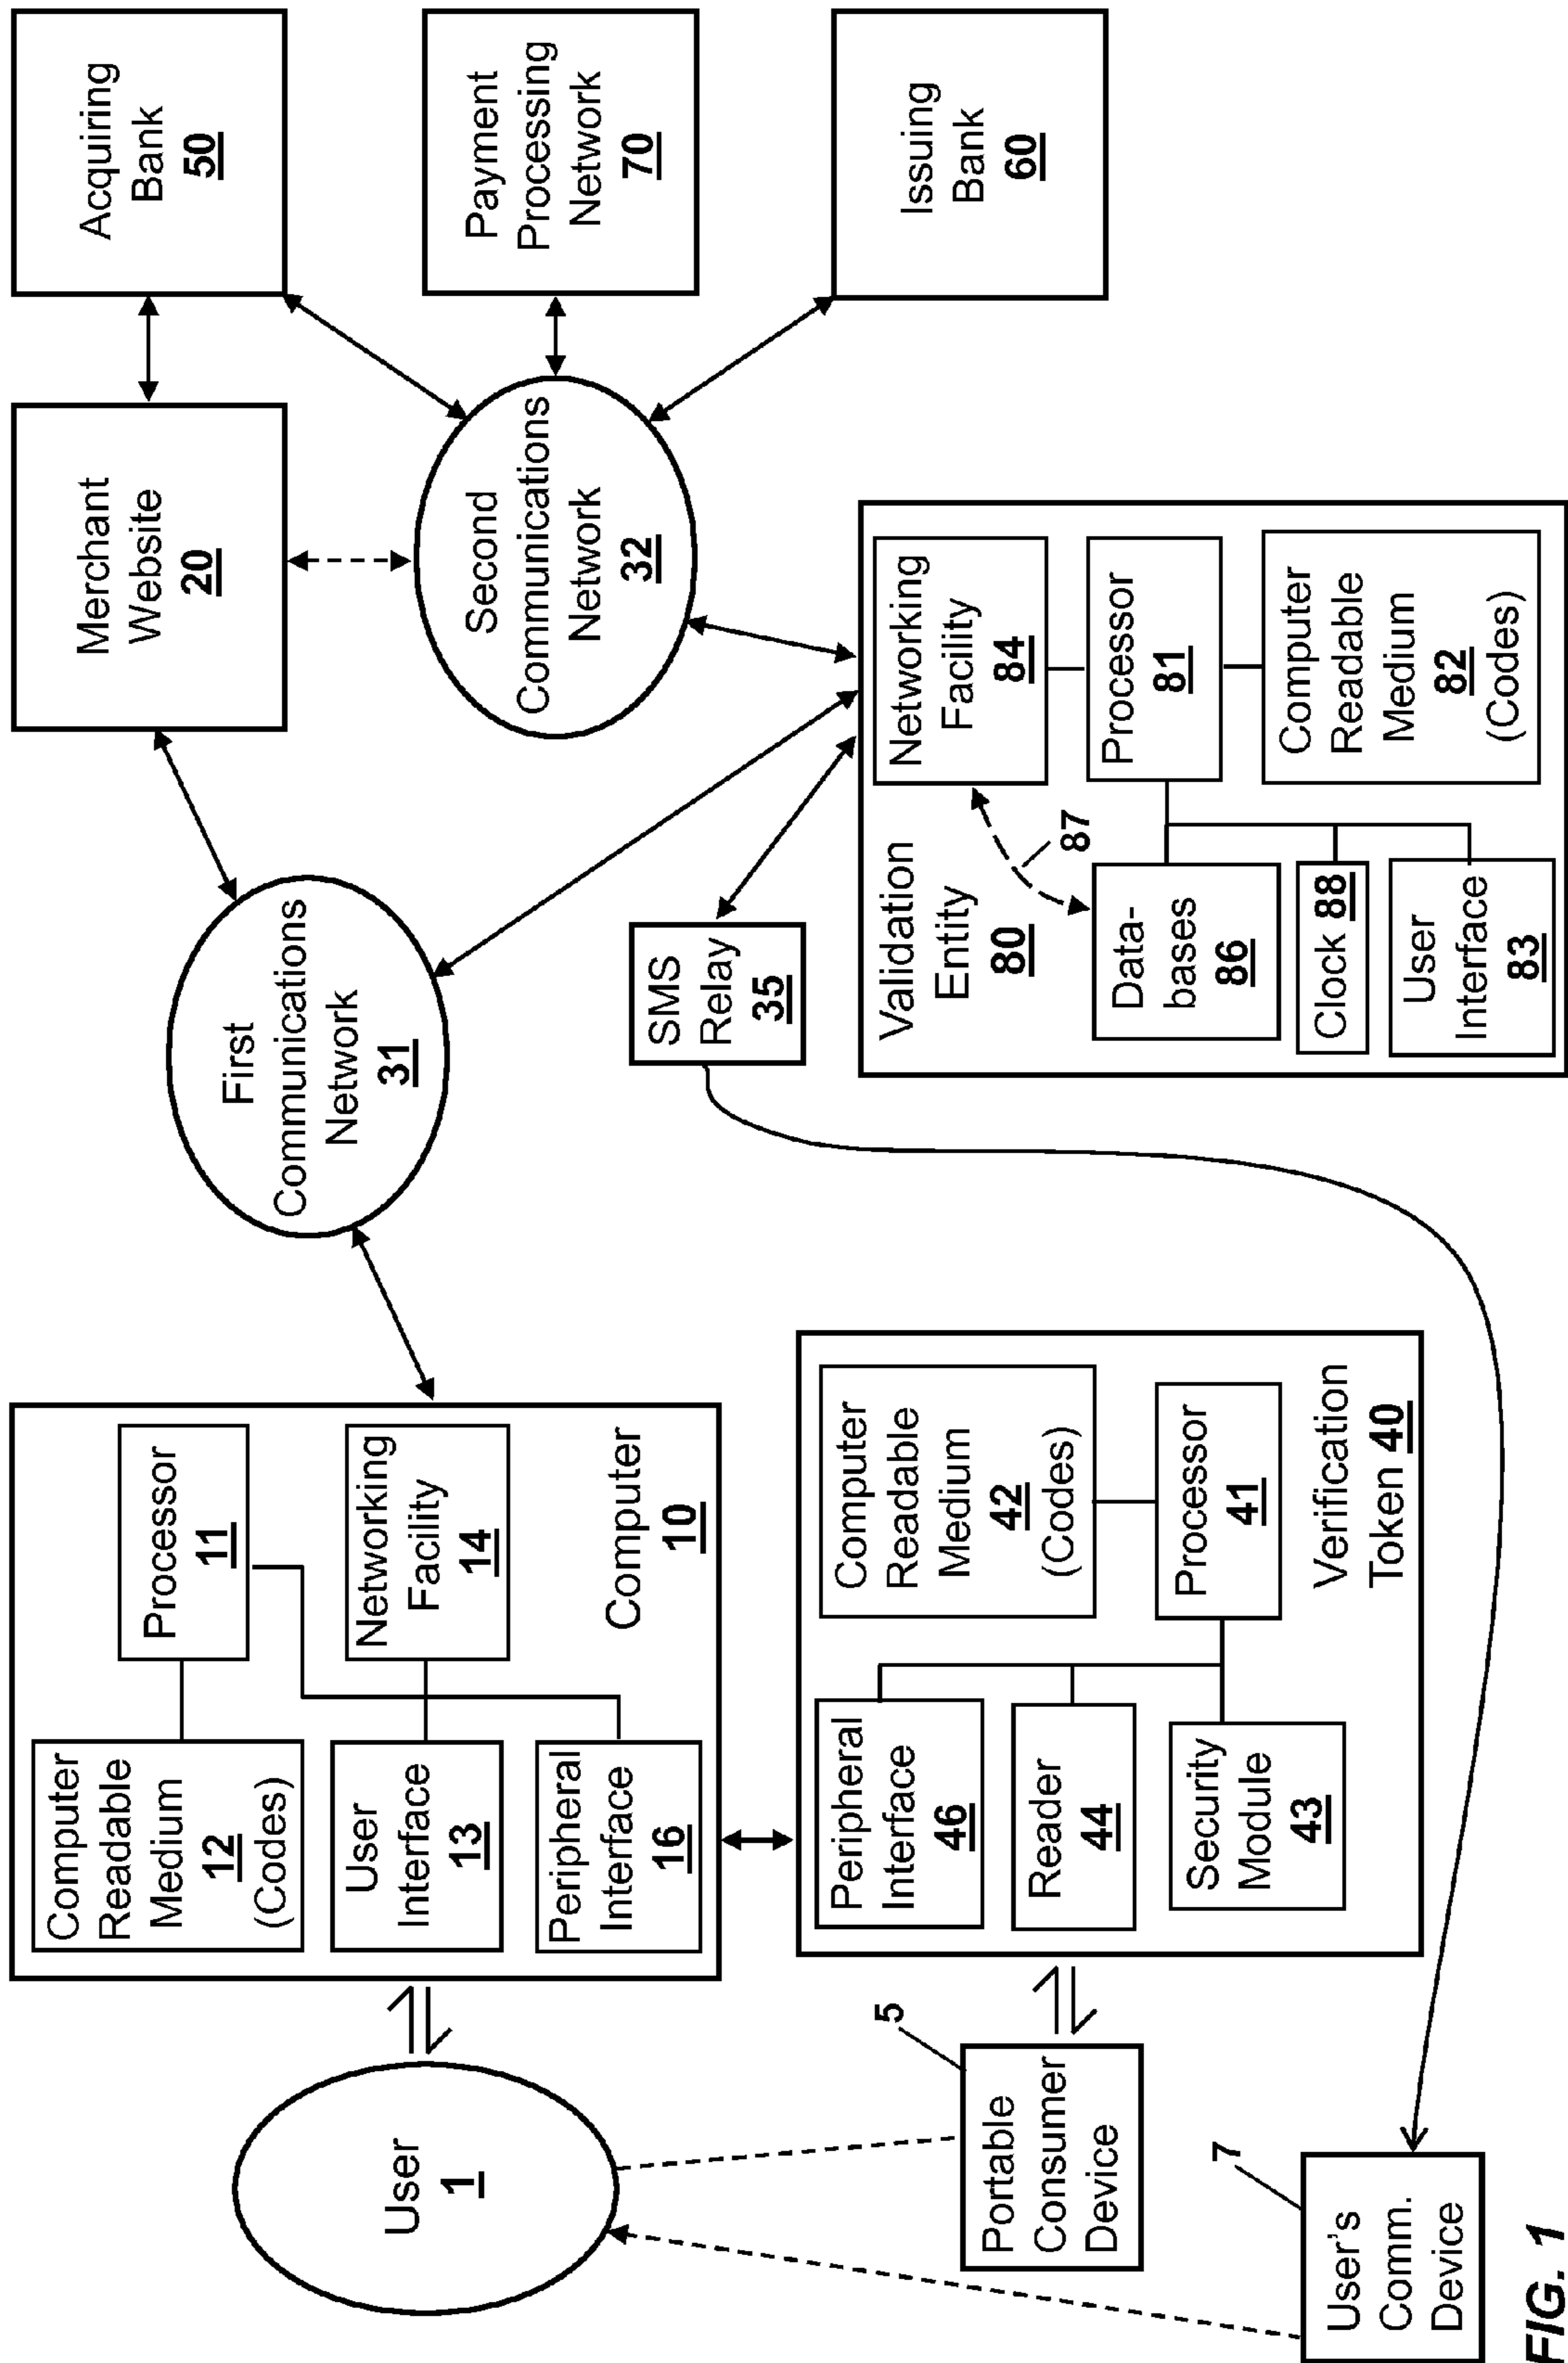 User
1
Computer
Readable
Medium
12
(Codes)
Processor
11
User
Interface
13
Networking
Facility
14
Peripheral
Interface
16
Computer
10
First
Communications
Network
31
Merchant
Website
20
Acquiring
Bank
50
Second
Communications
Network
32
Payment
Processing
Network
70
Issuing
Bank
60
5
Portable
Consumer
Device
Peripheral
Interface
46
Reader
44
Security
Module
43
Computer
Readable
Medium
42
(Codes)
Processor
41
Verification
Token 40
SMS
Relay
35
Validation
Entity
80
Networking
Facility
84
87
Data-
bases
86
Processor
81
Clock 88
User
Interface
83
Computer
Readable
Medium
82
(Codes)
7
User's
Comm.
Device
FIG. 1